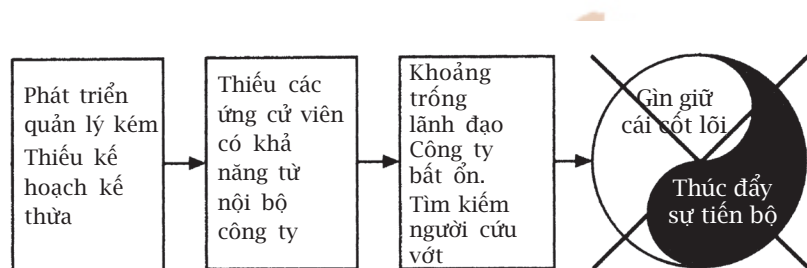 Phát triển
quản lý kém
Thiếu kế
hoạch kế
thừa
Thiếu các
ứng cử viên
có khả
năng từ
nội bộ
công ty
Khoảng
trống
lãnh đạo
Công ty
bất ổn.
Tìm kiếm
người cứu
vớt
Gìn giữ
cái cốt lõi
Thúc đẩy
sự tiến bộ